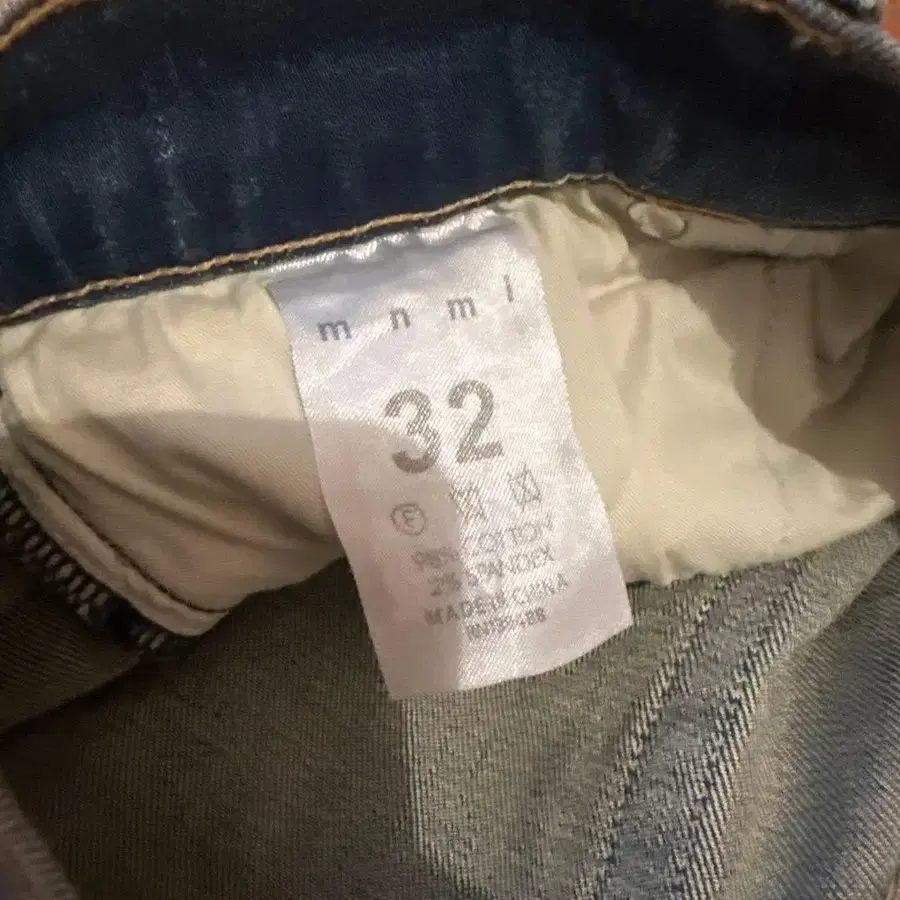 m n m l
32
98% COTTON
2% SPANDEX
MADE IN CHINA